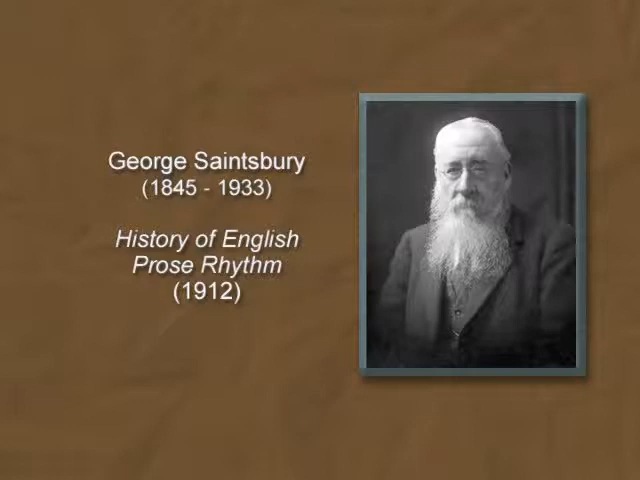 George Saintsbury
(1845 - 1933)
History of English
Prose Rhythm
(1912)